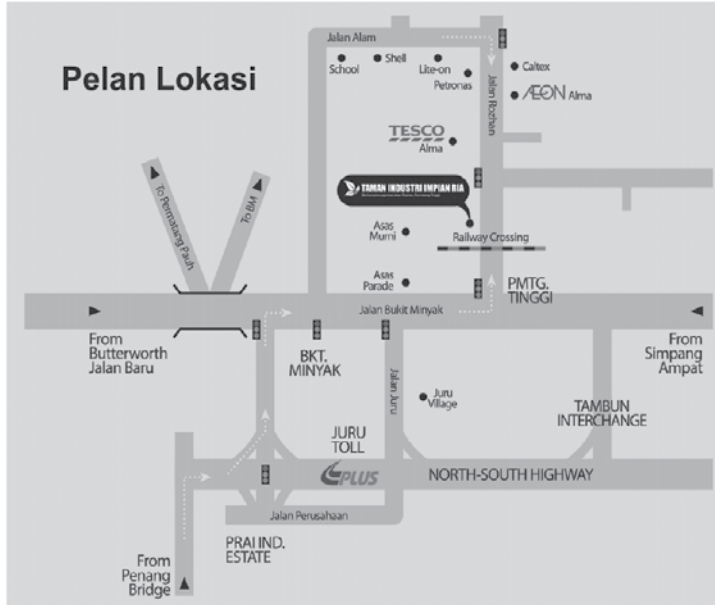 Pelan Lokasi
Jalan Alam
School
Shell
Lite-on
Petronas
Caltex
ÆON Alma
Jalan Rozhan
TESCO
Alma
TAMAN INDUSTRI IMPIAN RIA
To Permatang Pauh
To BM
Asas
Murni
Railway Crossing
Asas
Parade
PMTG.
TINGGI
Jalan Bukit Minyak
From
Butterworth
Jalan Baru
BKT.
MINYAK
From
Simpang
Ampat
Jalan Juru
Juru
Village
TAMBUN
INTERCHANGE
JURU
TOLL
PLUS
NORTH-SOUTH HIGHWAY
Jalan Perusahaan
PRAI IND.
ESTATE
From
Penang
Bridge